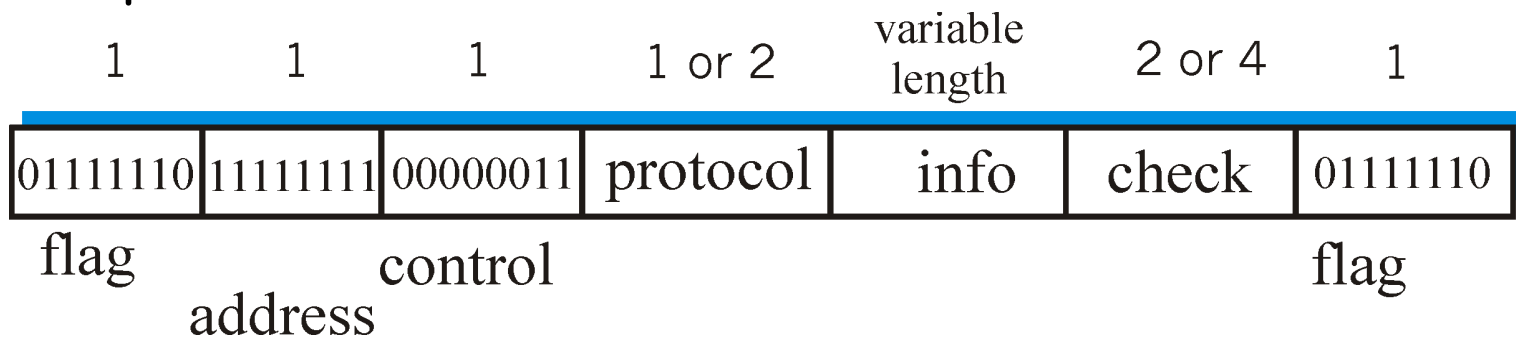 1 1 1 1 or 2 variable length 2 or 4 1
01111110 11111111 00000011 protocol info check 01111110
flag control flag
address